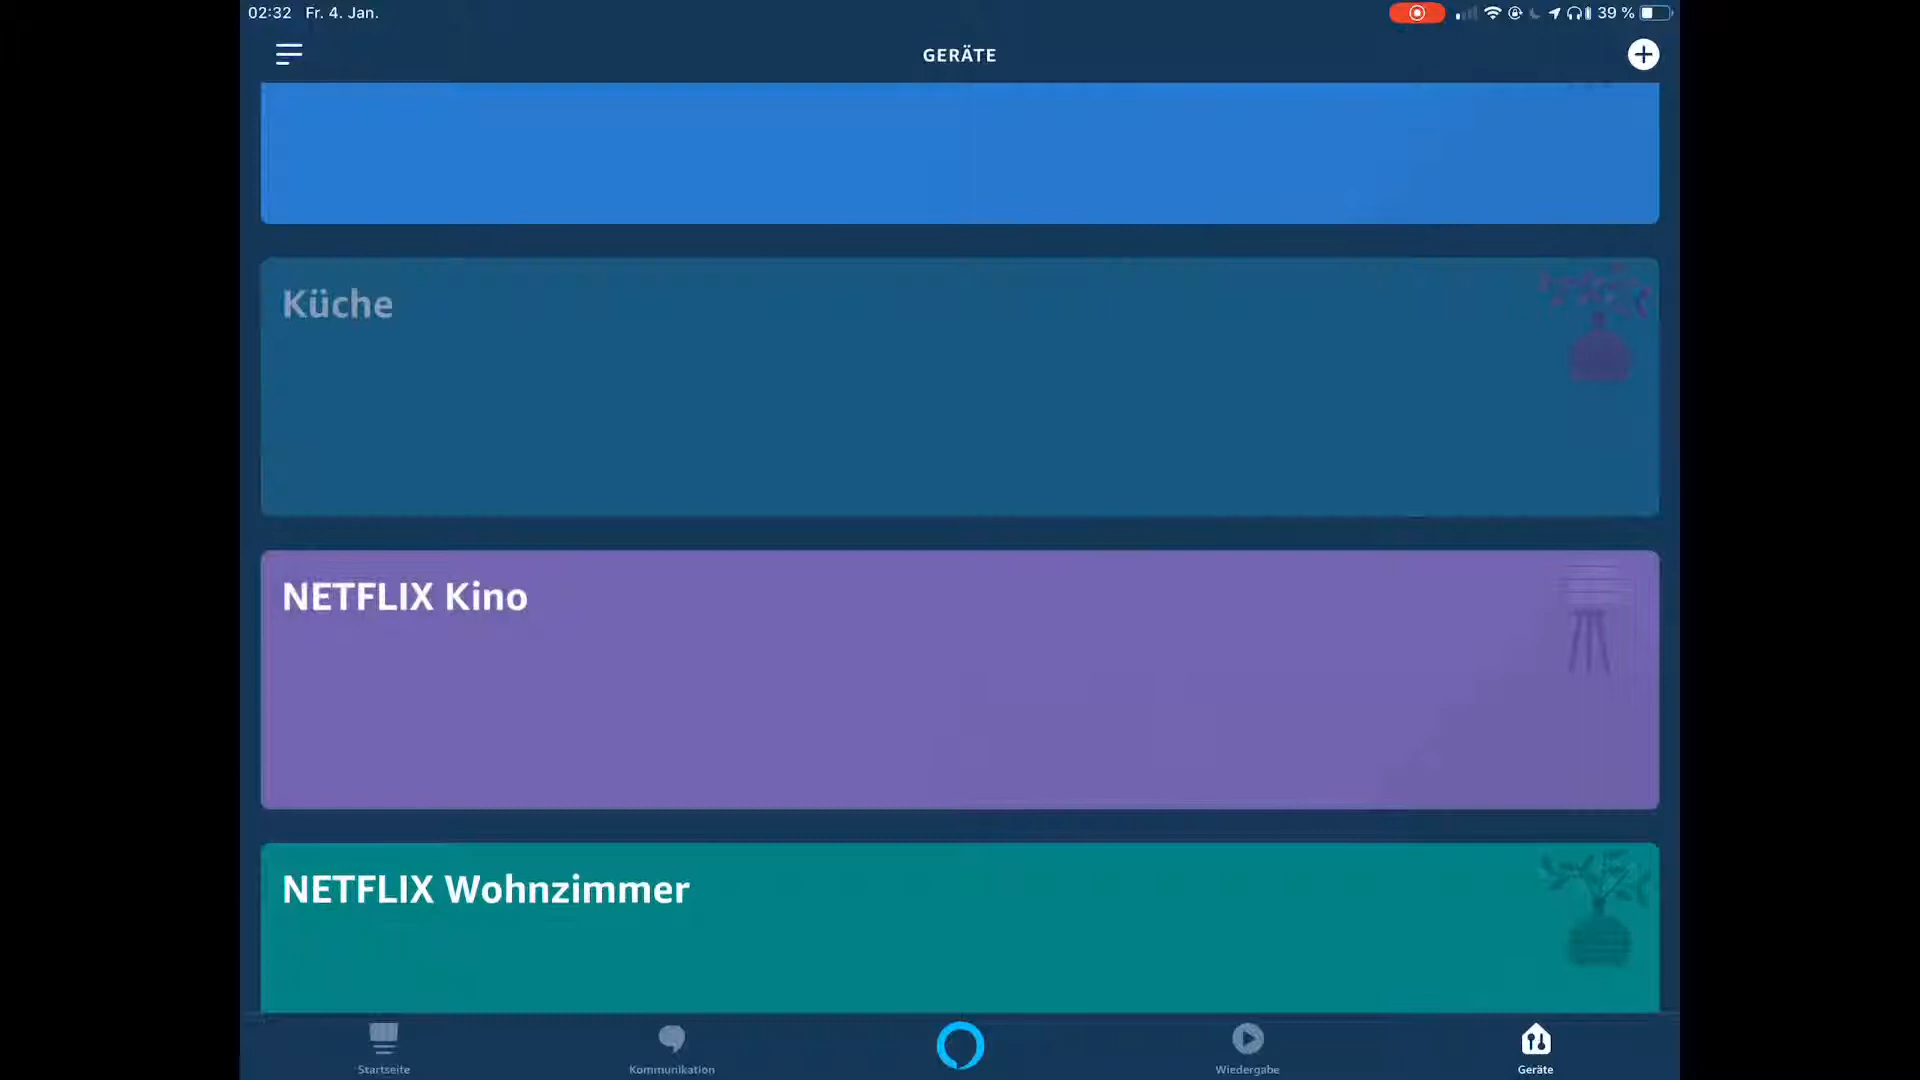 02:32 Fr. 4. Jan.
39 %
GERÄTE
Küche
NETFLIX Kino
NETFLIX Wohnzimmer
Startseite
Kommunikation
Wiedergabe
Geräte